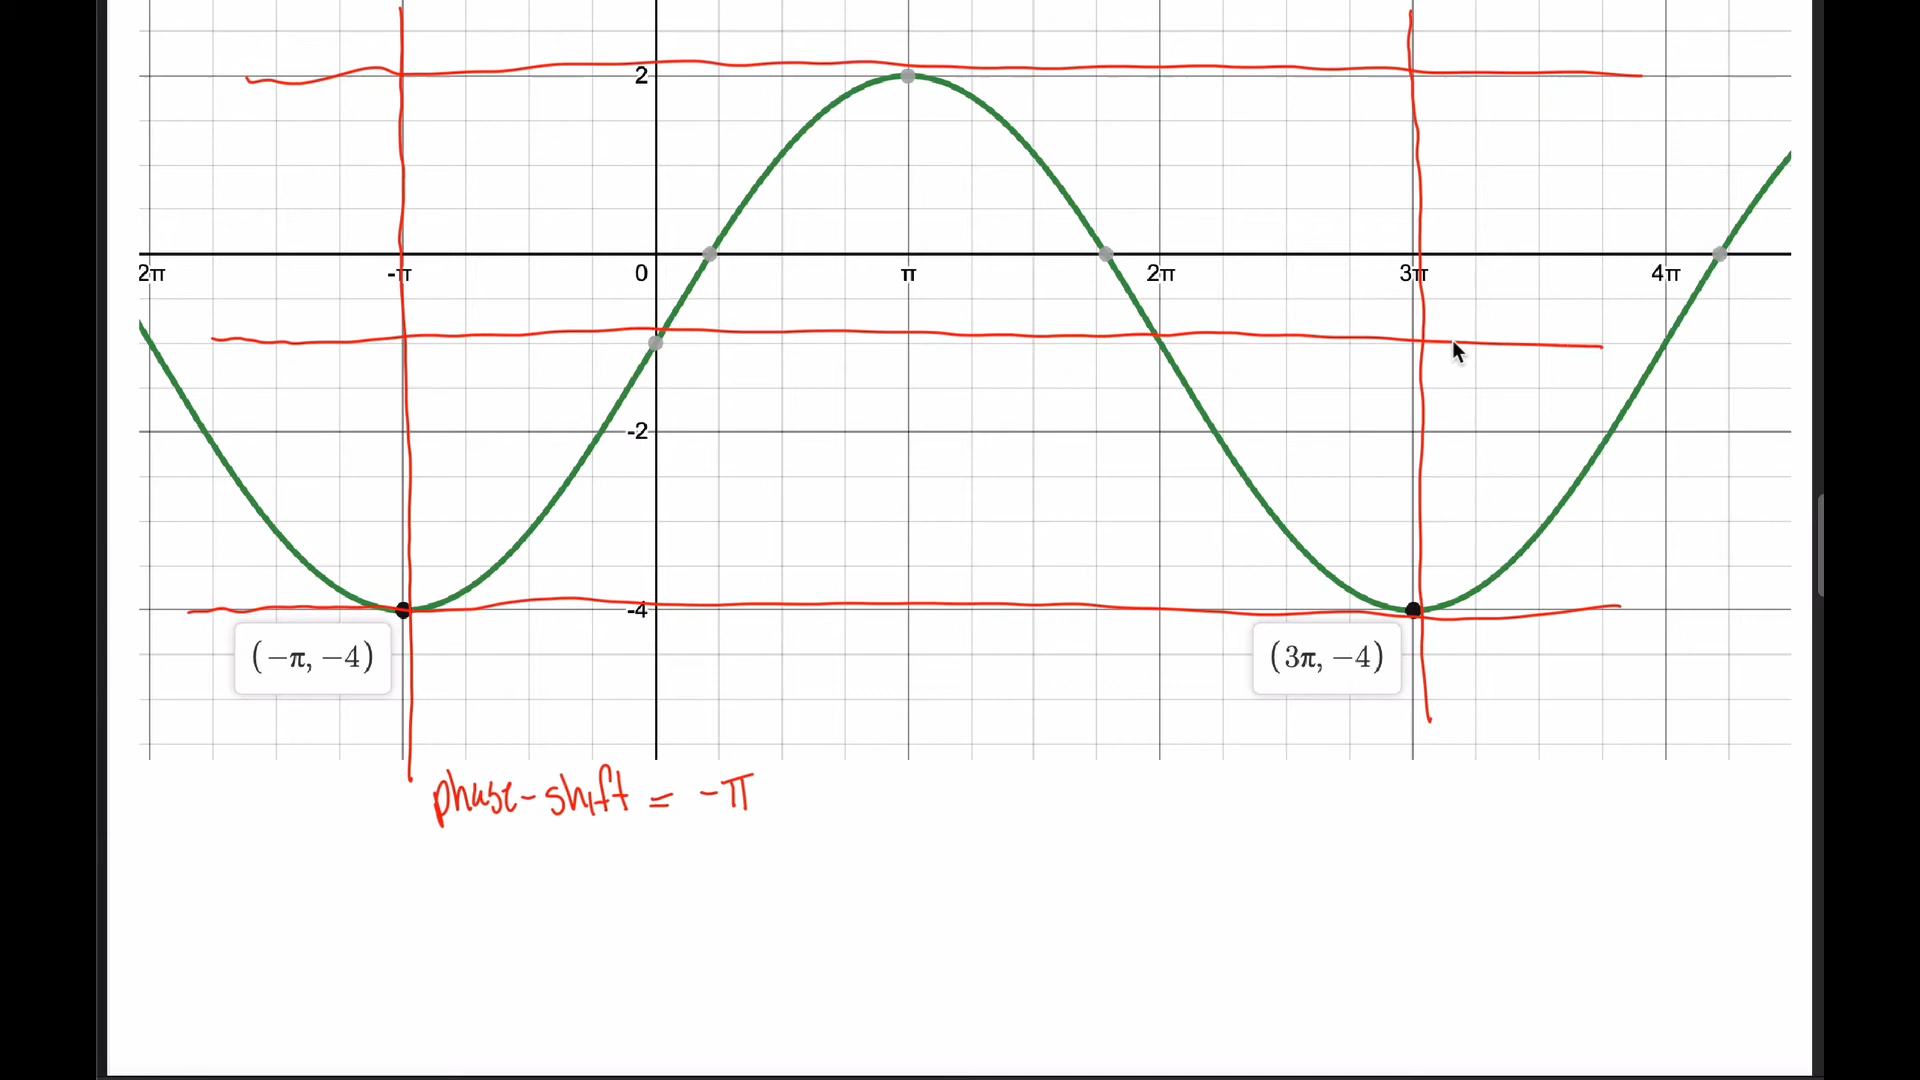 2
2π -π 0 π 2π 3π 4π
-2
-4
(−π, −4) (3π, −4)
phase-shift = -π